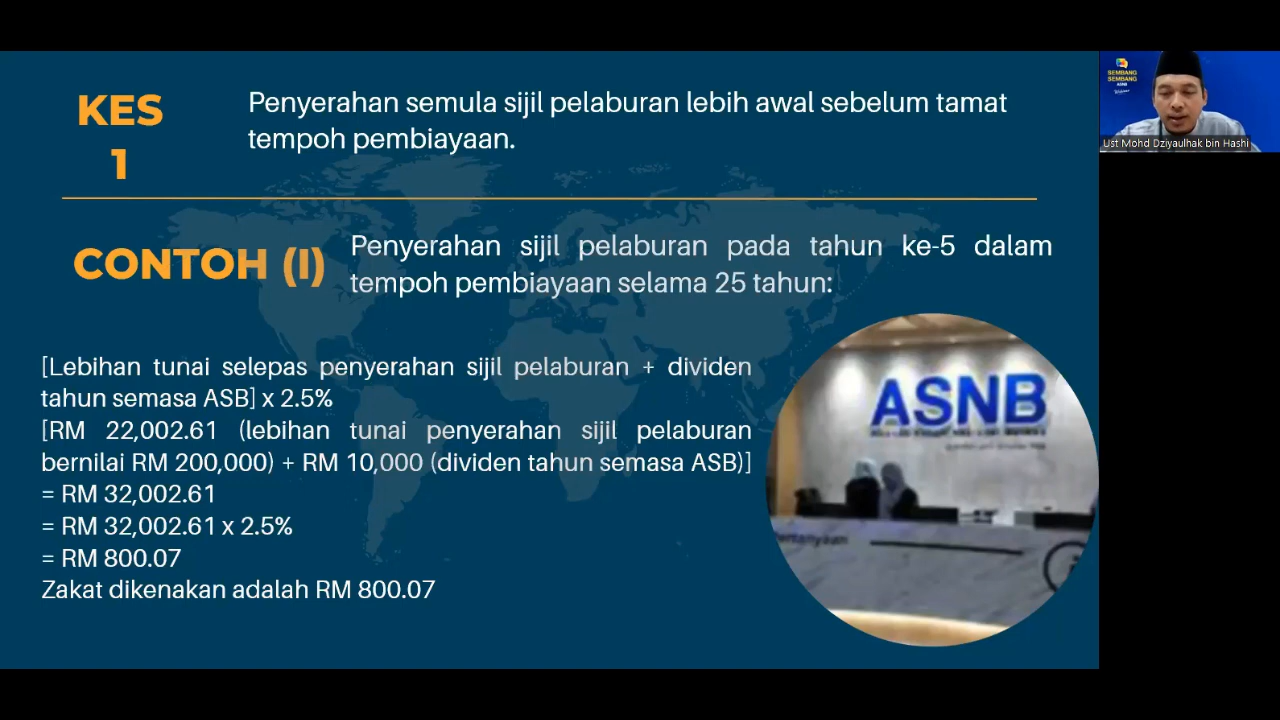 KES
1
Penyerahan semula sijil pelaburan lebih awal sebelum tamat
tempoh pembiayaan.
CONTOH (I)
Penyerahan sijil pelaburan pada tahun ke-5 dalam
tempoh pembiayaan selama 25 tahun:
[Lebihan tunai selepas penyerahan sijil pelaburan + dividen
tahun semasa ASB] x 2.5%
[RM 22,002.61 (lebihan tunai penyerahan sijil pelaburan
bernilai RM 200,000) + RM 10,000 (dividen tahun semasa ASB)]
= RM 32,002.61
= RM 32,002.61 x 2.5%
= RM 800.07
Zakat dikenakan adalah RM 800.07
ASNB
SEMBANG
SEMBANG
ASNB
Ust Mohd Dziyaulhak bin Hashi